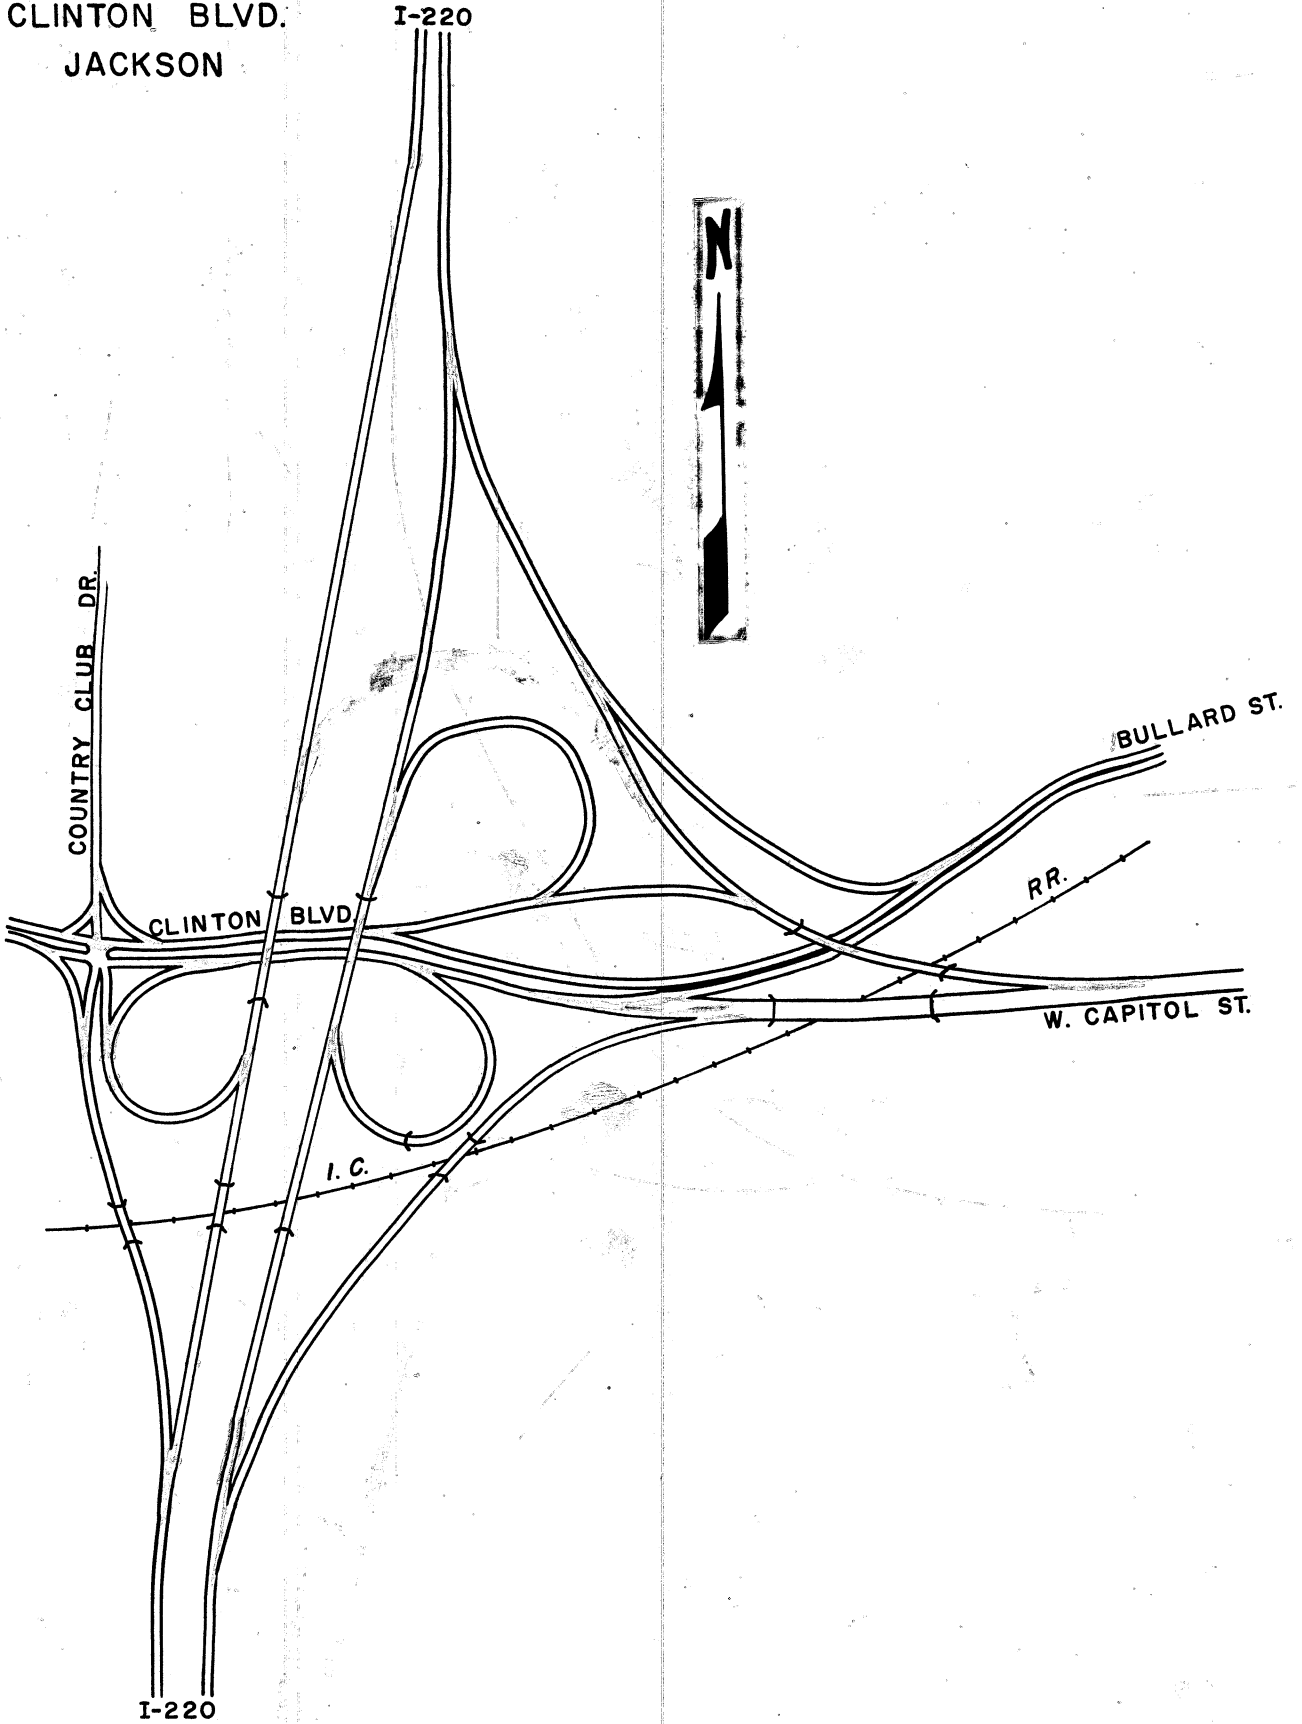 CLINTON BLVD.
JACKSON
I-220
N
COUNTRY CLUB DR.
BULLARD ST.
RR.
CLINTON BLVD.
W. CAPITOL ST.
I. C.
I-220